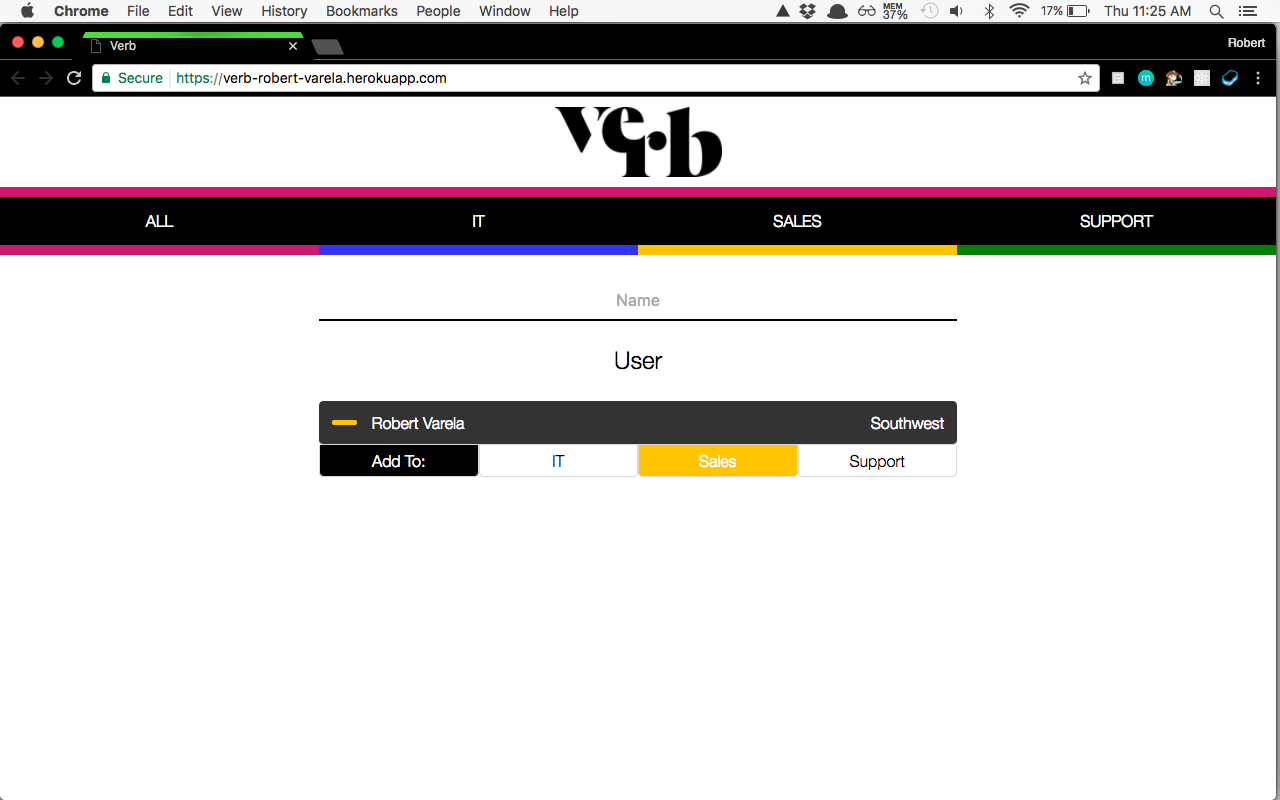 Chrome File Edit View History Bookmarks People Window Help MEM 37% 17% Thu 11:25 AM
Verb Robert
Secure https://verb-robert-varela.herokuapp.com m
verb
ALL IT SALES SUPPORT
Name
User
Robert Varela Southwest
Add To: IT Sales Support